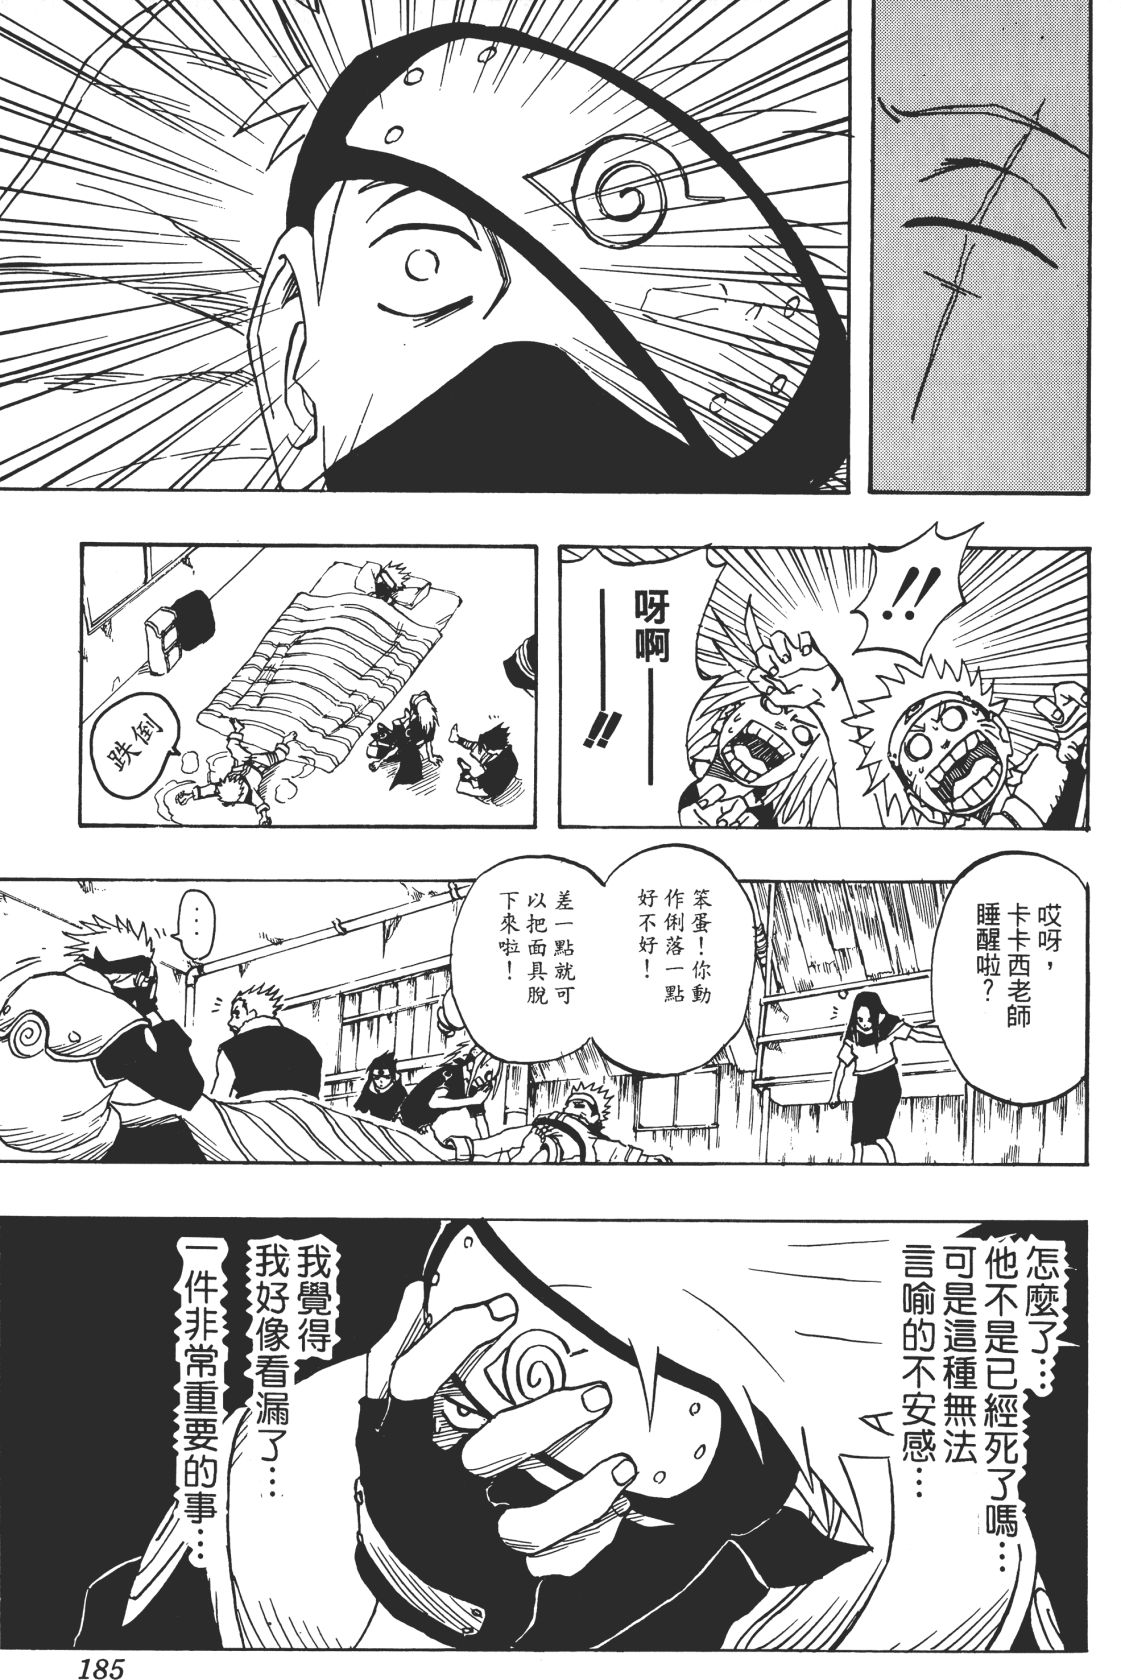 !!
呀啊——
——!!
跌倒
哎呀，
卡卡西老師
睡醒啦？
笨蛋！你動
作俐落一點
好不好！
差一點就可
以把面具脫
下來啦！
…
怎麼了…
他不是已經死了嗎…
可是這種無法
言喻的不安感…
我覺得
我好像看漏了…
一件非常重要的事…
185